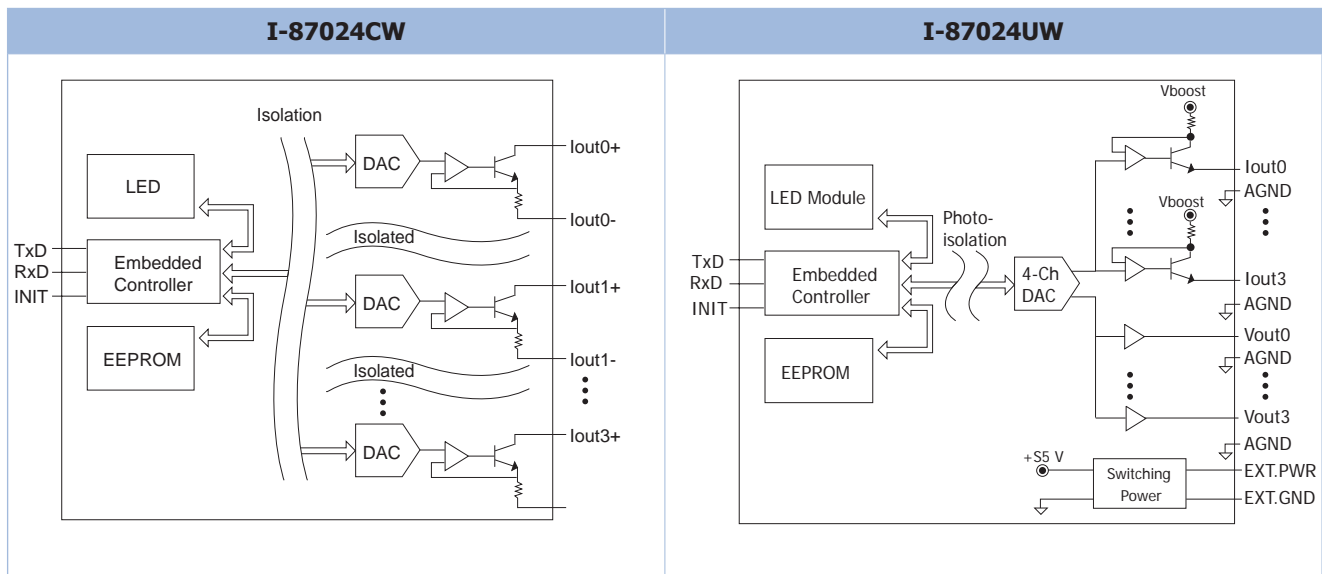 I-87024CW
Isolation
LED
TxD
RxD
INIT
Embedded
Controller
EEPROM
DAC
Iout0+
Iout0-
Isolated
DAC
Iout1+
Iout1-
Isolated
DAC
Iout3+
I-87024UW
Vboost
LED Module
Photo-
isolation
TxD
RxD
INIT
Embedded
Controller
EEPROM
4-Ch
DAC
Iout0
AGND
Vboost
Iout3
AGND
Vout0
AGND
Vout3
AGND
+S5 V
Switching
Power
EXT.PWR
EXT.GND